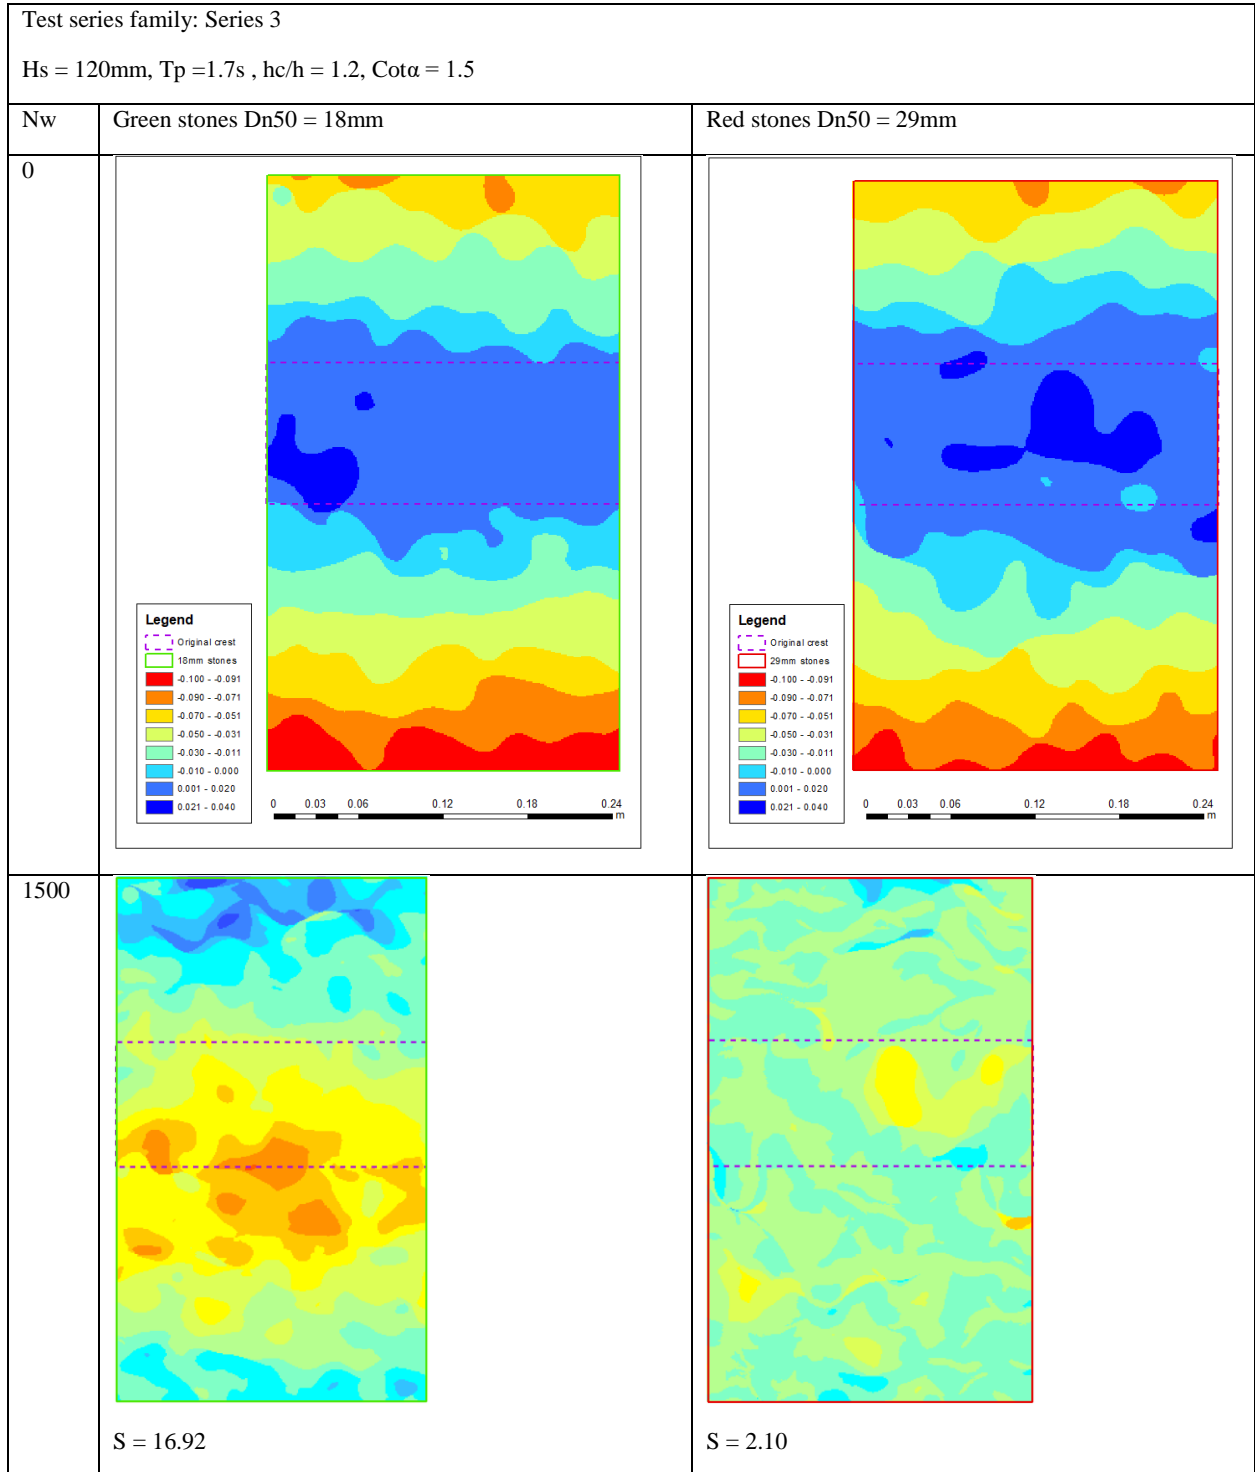 Test series family: Series 3
Hs = 120mm, Tp =1.7s , hc/h = 1.2, Cotα = 1.5
Nw
Green stones Dn50 = 18mm
Red stones Dn50 = 29mm
0
Legend
Original crest
18mm stones
-0.100 - -0.091
-0.090 - -0.071
-0.070 - -0.051
-0.050 - -0.031
-0.030 - -0.011
-0.010 - 0.000
0.001 - 0.020
0.021 - 0.040
0 0.03 0.06 0.12 0.18 0.24
m
Legend
Original crest
29mm stones
-0.100 - -0.091
-0.090 - -0.071
-0.070 - -0.051
-0.050 - -0.031
-0.030 - -0.011
-0.010 - 0.000
0.001 - 0.020
0.021 - 0.040
0 0.03 0.06 0.12 0.18 0.24
m
1500
S = 16.92
S = 2.10